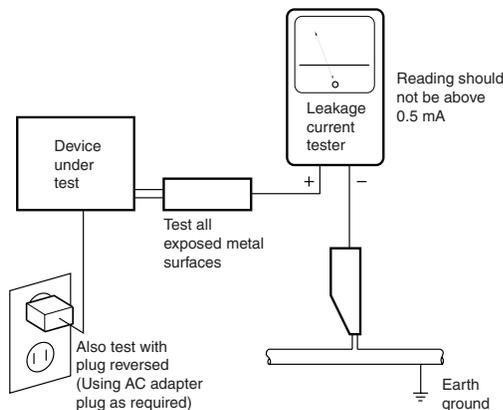 Leakage
current
tester
Reading should
not be above
0.5 mA
Device
under
test
+
−
Test all
exposed metal
surfaces
Also test with
plug reversed
(Using AC adapter
plug as required)
Earth
ground